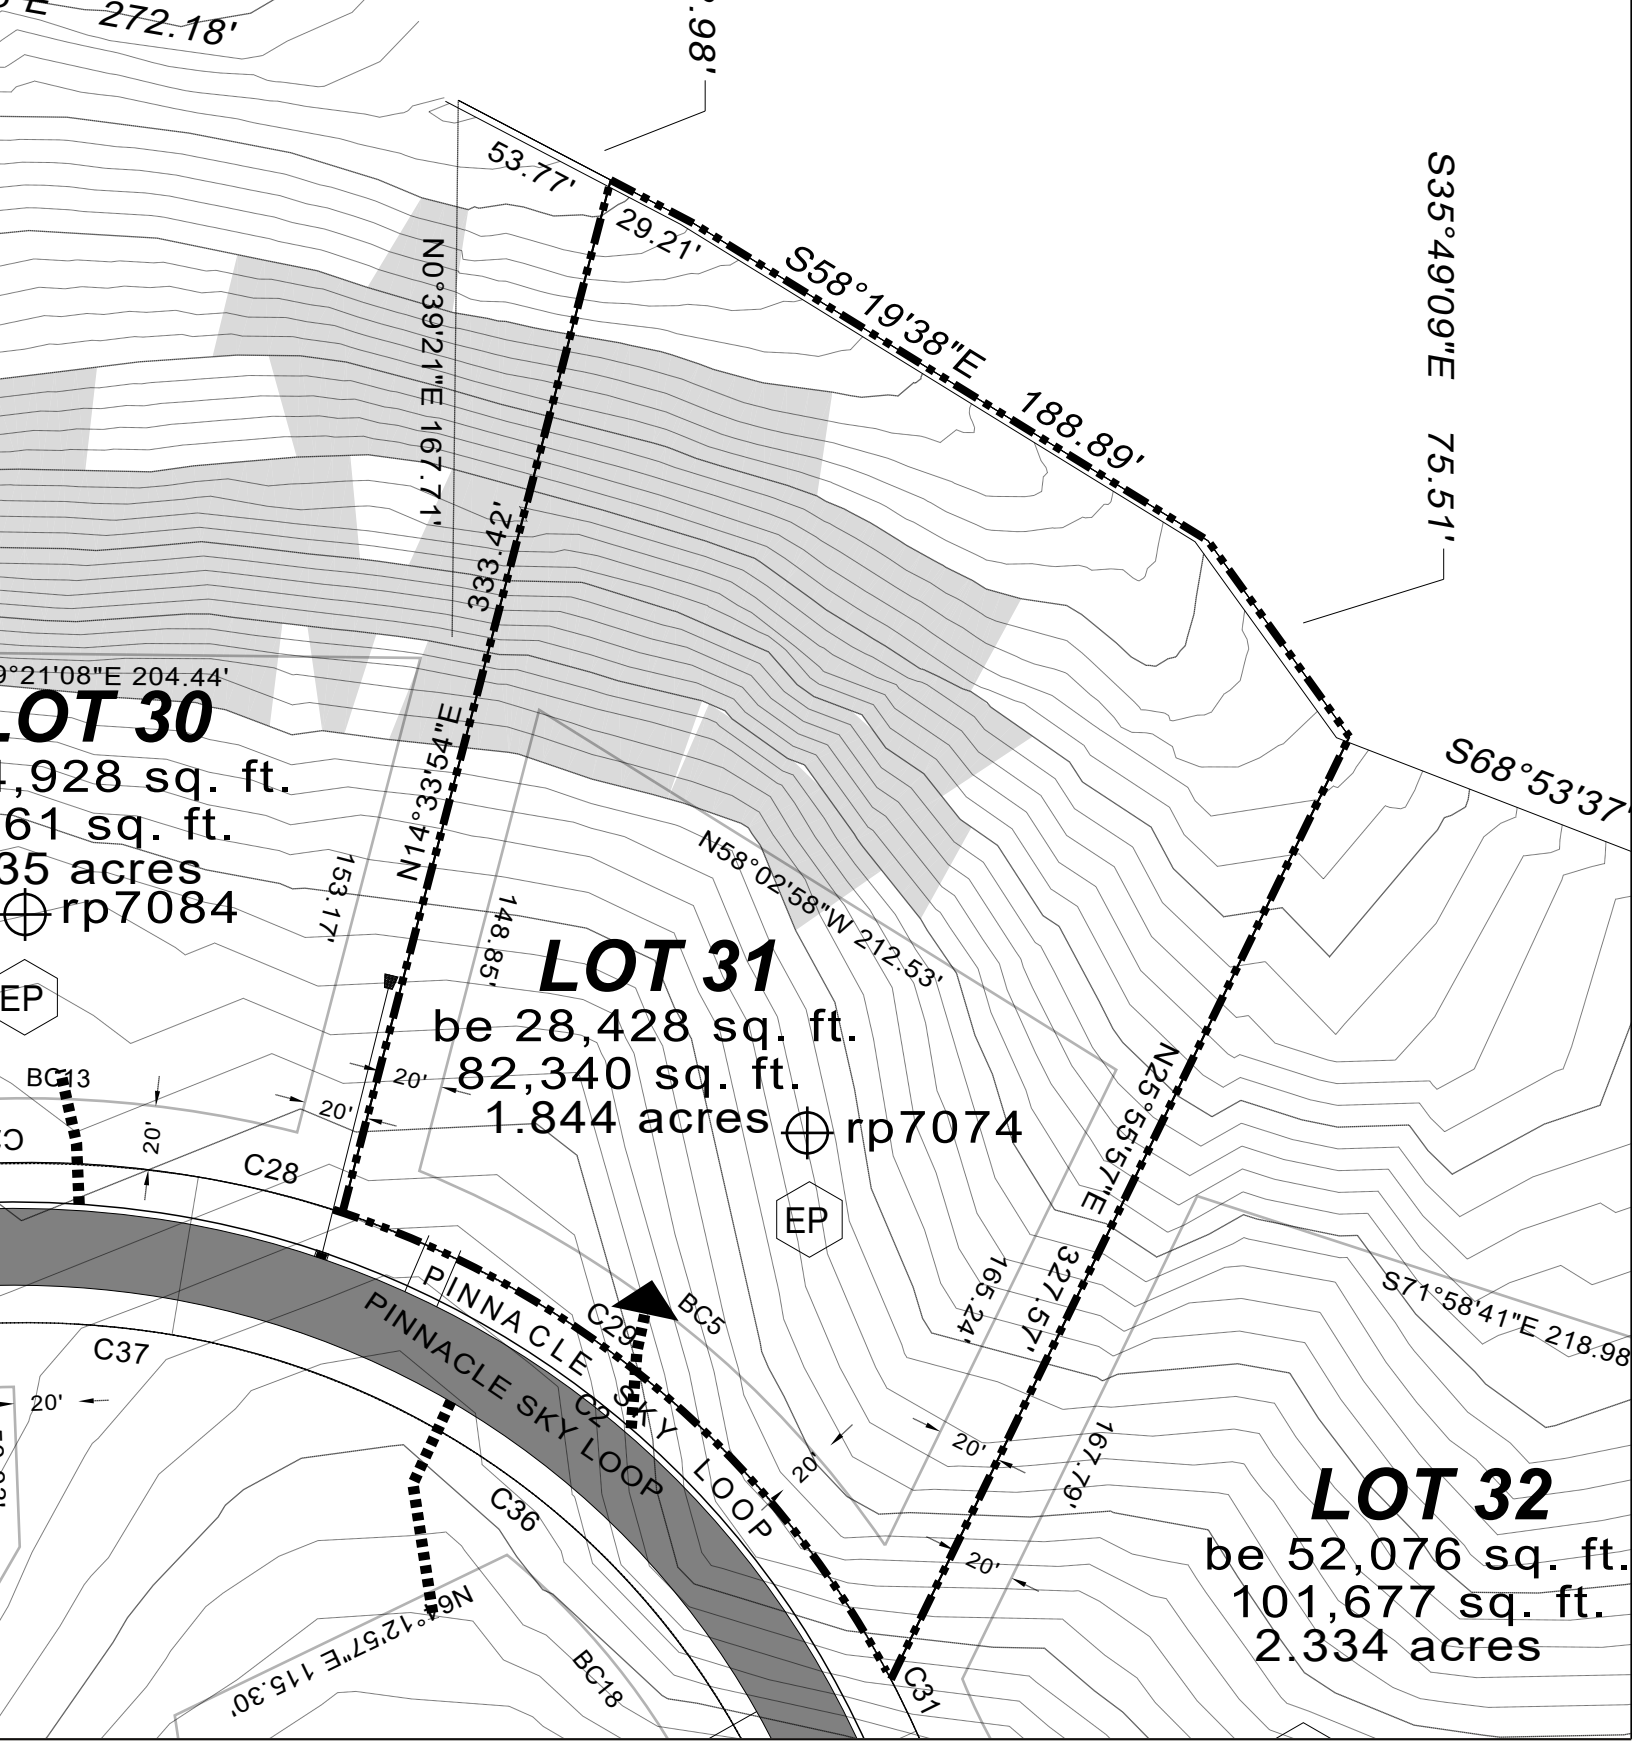 272.18'
.98'
53.77'
29.21'
S58°19'38"E 188.89'
S35°49'09"E 75.51'
N0°39'21"E 167.71'
333.42'
N14°33'54"E
S68°53'37"
9°21'08"E 204.44'
LOT 30
4,928 sq. ft.
61 sq. ft.
35 acres
rp7084
EP
153.17'
148.85'
N58°02'58"W 212.53'
LOT 31
be 28,428 sq. ft.
82,340 sq. ft.
1.844 acres
rp7074
EP
BC13
20'
20'
20'
C28
N25°55'57"E
327.57'
165.24'
167.79'
S71°58'41"E 218.98
PINNACLE SKY LOOP
PINNACLE SKY LOOP
C29
BC5
C2
C37
20'
C36
20'
20'
20'
LOT 32
be 52,076 sq. ft.
101,677 sq. ft.
2.334 acres
N64°12'57"E 115.30'
BC18
C31